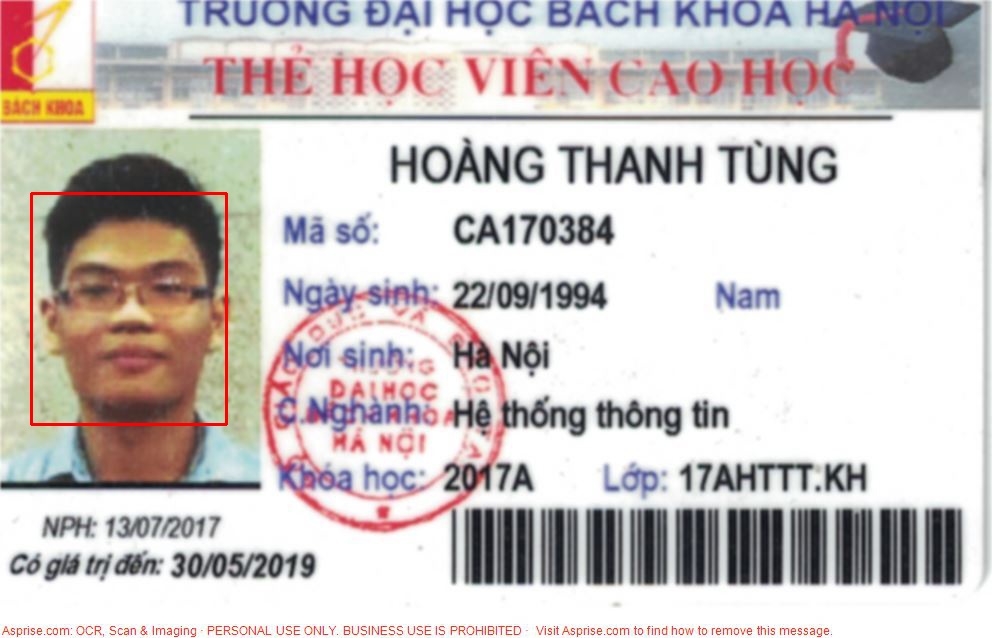 TRƯỜNG ĐẠI HỌC BÁCH KHOA HÀ NỘI
THẺ HỌC VIÊN CAO HỌC
BÁCH KHOA
HOÀNG THANH TÙNG
Mã số: CA170384
Ngày sinh: 22/09/1994 Nam
Nơi sinh: Hà Nội
C.Nghành: Hệ thống thông tin
Khóa học: 2017A Lớp: 17AHTTT.KH
ĐẠI HỌC
HÀ NỘI
NPH: 13/07/2017
Có giá trị đến: 30/05/2019
Asprise.com: OCR, Scan & Imaging · PERSONAL USE ONLY. BUSINESS USE IS PROHIBITED · Visit Asprise.com to find how to remove this message.